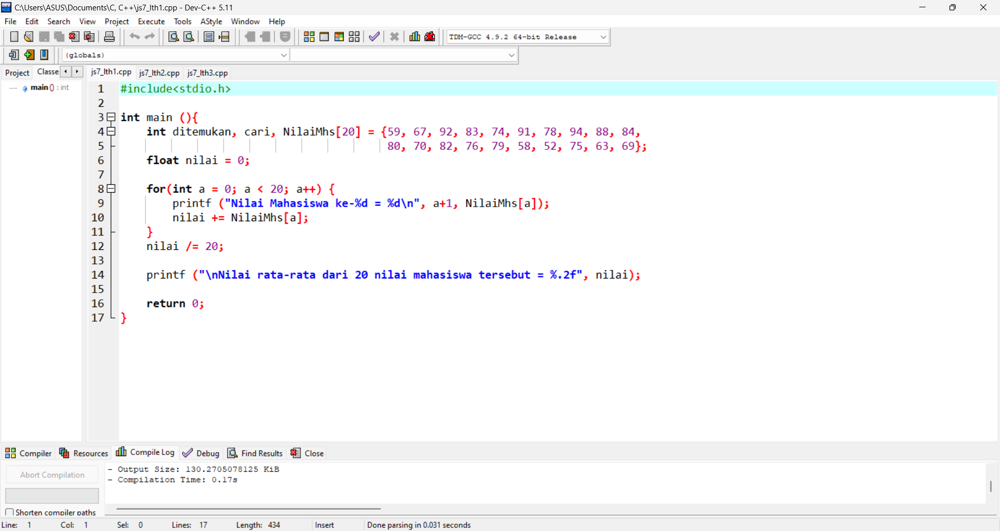 C:\Users\ASUS\Documents\C, C++\js7_lth1.cpp - Dev-C++ 5.11
File Edit Search View Project Execute Tools AStyle Window Help
TDM-GCC 4.9.2 64-bit Release
(globals)
Project Classe js7_lth1.cpp js7_lth2.cpp js7_lth3.cpp
main() : int
1 #include<stdio.h>
2
3 int main (){
4 int ditemukan, cari, NilaiMhs[20] = {59, 67, 92, 83, 74, 91, 78, 94, 88, 84,
5 80, 70, 82, 76, 79, 58, 52, 75, 63, 69};
6 float nilai = 0;
7
8 for(int a = 0; a < 20; a++) {
9 printf ("Nilai Mahasiswa ke-%d = %d\n", a+1, NilaiMhs[a]);
10 nilai += NilaiMhs[a];
11 }
12 nilai /= 20;
13
14 printf ("\nNilai rata-rata dari 20 nilai mahasiswa tersebut = %.2f", nilai);
15
16 return 0;
17 }
Compiler Resources Compile Log Debug Find Results Close
Abort Compilation
- Output Size: 130.2705078125 KiB
- Compilation Time: 0.17s
Shorten compiler paths
Line: 1 Col: 1 Sel: 0 Lines: 17 Length: 434 Insert Done parsing in 0.031 seconds